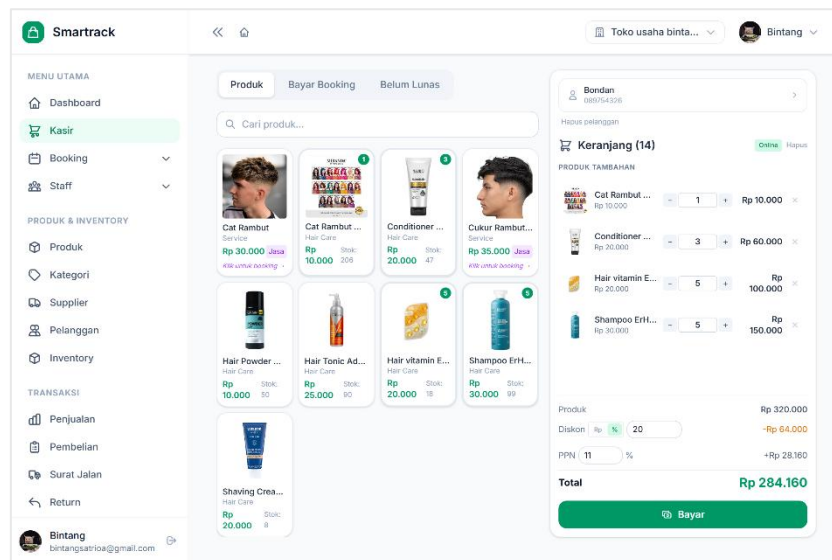 Smartrack
Toko usaha binta...
Bintang
MENU UTAMA
Dashboard
Kasir
Booking
Staff
PRODUK & INVENTORY
Produk
Kategori
Supplier
Pelanggan
Inventory
TRANSAKSI
Penjualan
Pembelian
Surat Jalan
Return
Bintang
bintangsatrioa@gmail.com
Produk Bayar Booking Belum Lunas
Cari produk...
Cat Rambut
Service
Rp 30.000 Jasa
Klik untuk booking
1
Cat Rambut ...
Hair Care
Rp 10.000 Stok: 206
3
Conditioner ...
Hair Care
Rp 20.000 Stok: 47
Cukur Rambut...
Service
Rp 35.000 Jasa
Klik untuk booking
Hair Powder ...
Hair Care
Rp 10.000 Stok: 50
Hair Tonic Ad...
Hair Care
Rp 25.000 Stok: 90
5
Hair vitamin E...
Hair Care
Rp 20.000 Stok: 18
5
Shampoo ErH...
Hair Care
Rp 30.000 Stok: 99
Shaving Crea...
Hair Care
Rp 20.000 Stok: 8
Bondan
089754326
Hapus pelanggan
Keranjang (14) Online Hapus
PRODUK TAMBAHAN
Cat Rambut ... - 1 + Rp 10.000 ×
Rp 10.000
Conditioner ... - 3 + Rp 60.000 ×
Rp 20.000
Hair vitamin E... - 5 + Rp 100.000 ×
Rp 20.000
Shampoo ErH... - 5 + Rp 150.000 ×
Rp 30.000
Produk Rp 320.000
Diskon Rp % 20 -Rp 64.000
PPN 11 % +Rp 28.160
Total Rp 284.160
Bayar